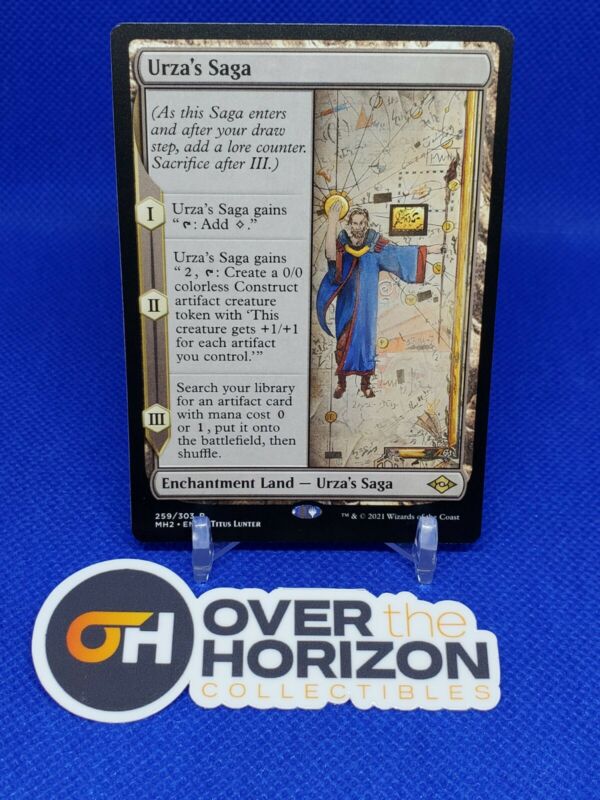 Urza's Saga
(As this Saga enters
and after your draw
step, add a lore counter.
Sacrifice after III.)
I
Urza's Saga gains
“: Add .”
II
Urza's Saga gains
“2, : Create a 0/0
colorless Construct
artifact creature
token with ‘This
creature gets +1/+1
for each artifact
you control.’”
III
Search your library
for an artifact card
with mana cost 0
or 1, put it onto
the battlefield, then
shuffle.
Enchantment Land — Urza's Saga
259/303 R
MH2 • EN Titus Lunter
™ & © 2021 Wizards of the Coast
OH
OVER the
HORIZON
COLLECTIBLES